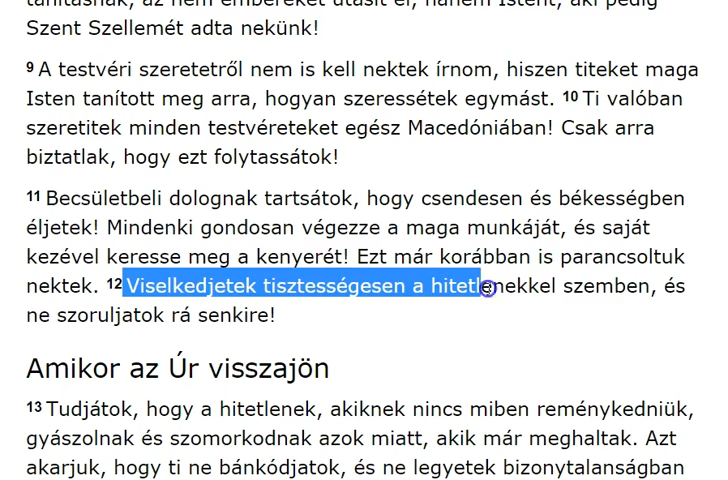 tanításnak, az nem embereket utasít el, hanem Istent, aki pedig
Szent Szellemét adta nekünk!
9 A testvéri szeretetről nem is kell nektek írnom, hiszen titeket maga
Isten tanított meg arra, hogyan szeressétek egymást. 10 Ti valóban
szeretitek minden testvéreteket egész Macedóniában! Csak arra
biztatlak, hogy ezt folytassátok!
11 Becsületbeli dolognak tartsátok, hogy csendesen és békességben
éljetek! Mindenki gondosan végezze a maga munkáját, és saját
kezével keresse meg a kenyerét! Ezt már korábban is parancsoltuk
nektek. 12 Viselkedjetek tisztességesen a hitetlenekkel szemben, és
ne szoruljatok rá senkire!
Amikor az Úr visszajön
13 Tudjátok, hogy a hitetlenek, akiknek nincs miben reménykedniük,
gyászolnak és szomorkodnak azok miatt, akik már meghaltak. Azt
akarjuk, hogy ti ne bánkódjatok, és ne legyetek bizonytalanságban